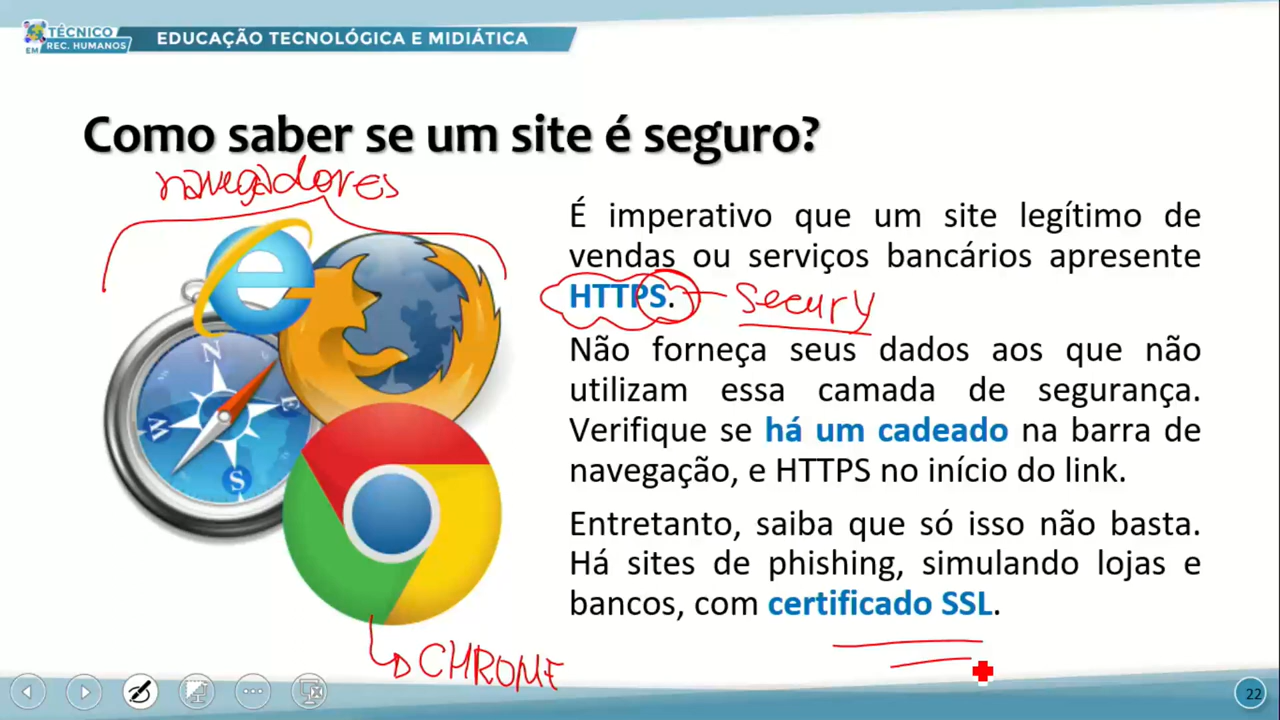 TÉCNICO
EM REC. HUMANOS
EDUCAÇÃO TECNOLÓGICA E MIDIÁTICA
Como saber se um site é seguro?
navegadores
É imperativo que um site legítimo de
vendas ou serviços bancários apresente
HTTPS. Secury
Não forneça seus dados aos que não
utilizam essa camada de segurança.
Verifique se há um cadeado na barra de
navegação, e HTTPS no início do link.
Entretanto, saiba que só isso não basta.
Há sites de phishing, simulando lojas e
bancos, com certificado SSL.
N
E
W
S
CHROME
22